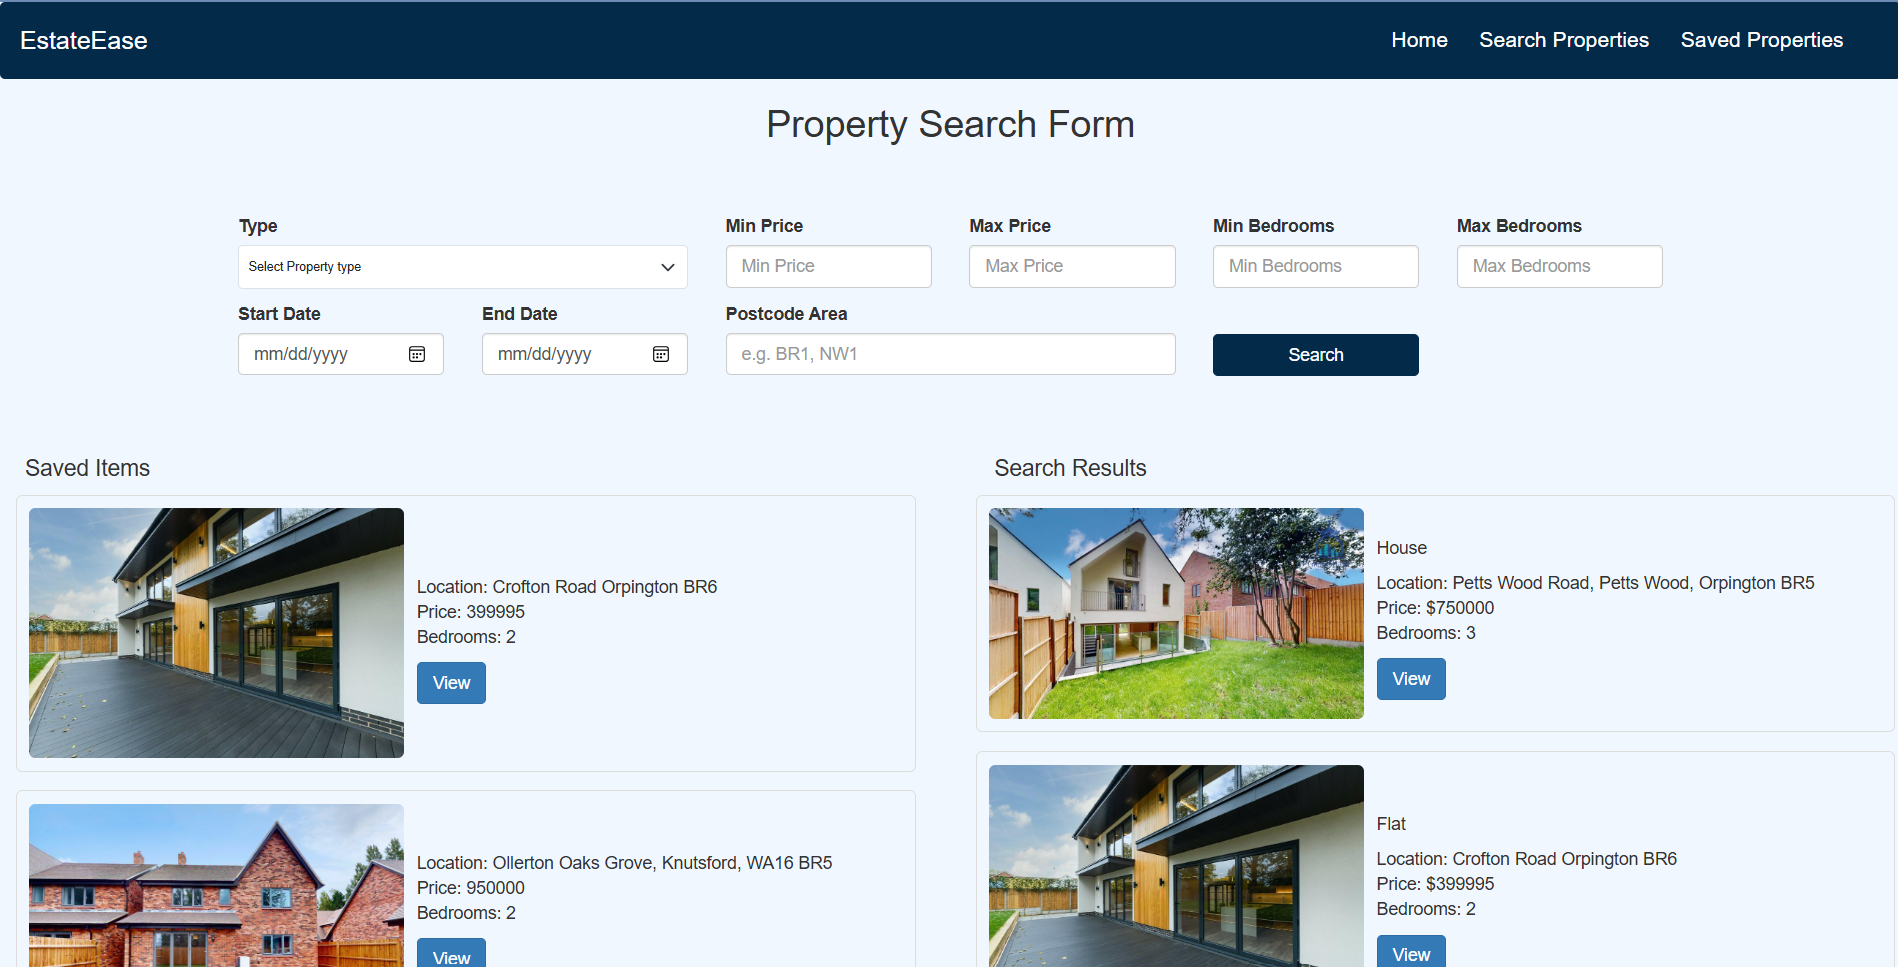 EstateEase
Home Search Properties Saved Properties
Property Search Form
Type
Select Property type
Min Price
Min Price
Max Price
Max Price
Min Bedrooms
Min Bedrooms
Max Bedrooms
Max Bedrooms
Start Date
mm/dd/yyyy
End Date
mm/dd/yyyy
Postcode Area
e.g. BR1, NW1
Search
Saved Items
Location: Crofton Road Orpington BR6
Price: 399995
Bedrooms: 2
View
Location: Ollerton Oaks Grove, Knutsford, WA16 BR5
Price: 950000
Bedrooms: 2
View
Search Results
House
Location: Petts Wood Road, Petts Wood, Orpington BR5
Price: $750000
Bedrooms: 3
View
Flat
Location: Crofton Road Orpington BR6
Price: $399995
Bedrooms: 2
View